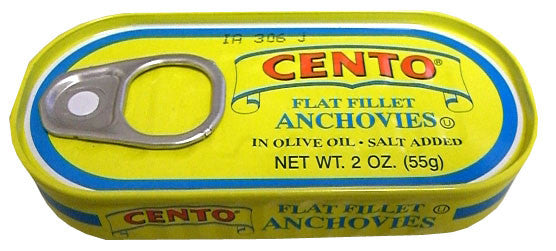 IA 306 J
CENTO®
FLAT FILLET
ANCHOVIES Ⓤ
IN OLIVE OIL • SALT ADDED
NET WT. 2 OZ. (55g)
CENTO®
FLAT FILLET Ⓤ
ANCHOVIES